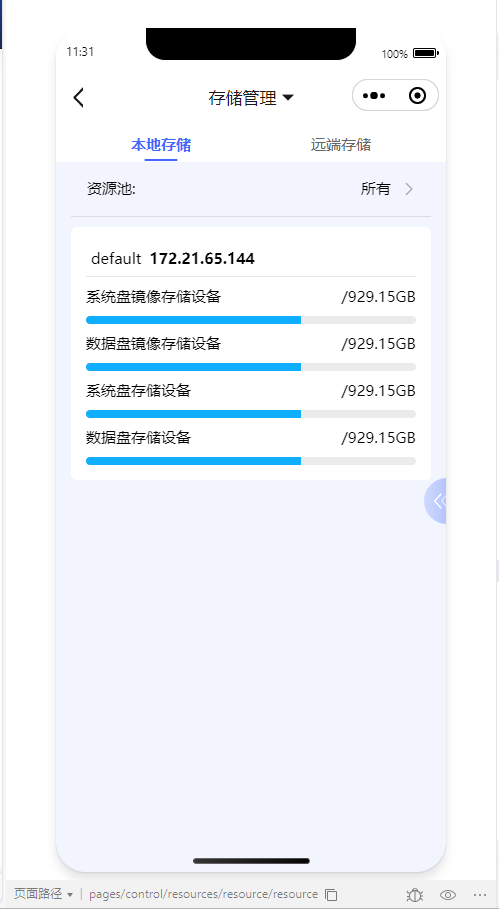 11:31
100%
存储管理
本地存储 远端存储
资源池: 所有
default 172.21.65.144
系统盘镜像存储设备 /929.15GB
数据盘镜像存储设备 /929.15GB
系统盘存储设备 /929.15GB
数据盘存储设备 /929.15GB
页面路径 | pages/control/resources/resource/resource